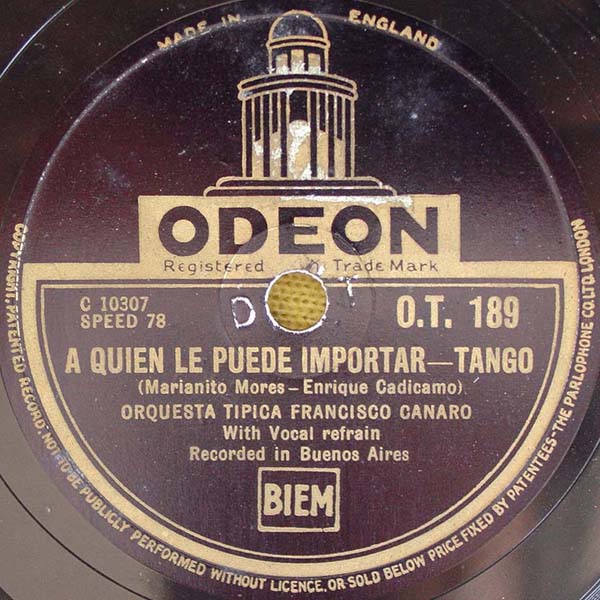 MADE IN ENGLAND
ODEON
Registered Trade Mark
C 10307
SPEED 78
D
O.T. 189
A QUIEN LE PUEDE IMPORTAR—TANGO
(Marianito Mores – Enrique Cadicamo)
ORQUESTA TIPICA FRANCISCO CANARO
With Vocal refrain
Recorded in Buenos Aires
BIEM
COPYRIGHT. PATENTED RECORD. NOT TO BE PUBLICLY PERFORMED WITHOUT LICENCE, OR SOLD BELOW PRICE FIXED BY PATENTEES-THE PARLOPHONE CO. LTD. LONDON